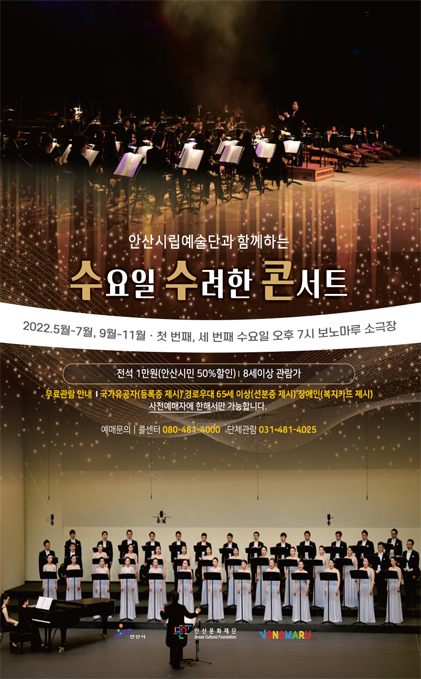 안산시립예술단과 함께하는
수요일 수려한 콘서트
2022.5월-7월, 9월-11월 · 첫 번째, 세 번째 수요일 오후 7시 보노마루 소극장
전석 1만원(안산시민 50%할인) I 8세이상 관람가
무료관람 안내 I 국가유공자(등록증 제시)/경로우대 65세 이상(신분증 제시)/장애인(복지카드 제시)
사전예매자에 한해서만 가능합니다.
예매문의 | 콜센터 080-481-4000 단체관람 031-481-4025
안산시
안산문화재단
Ansan Cultural Foundation
VONOMARU